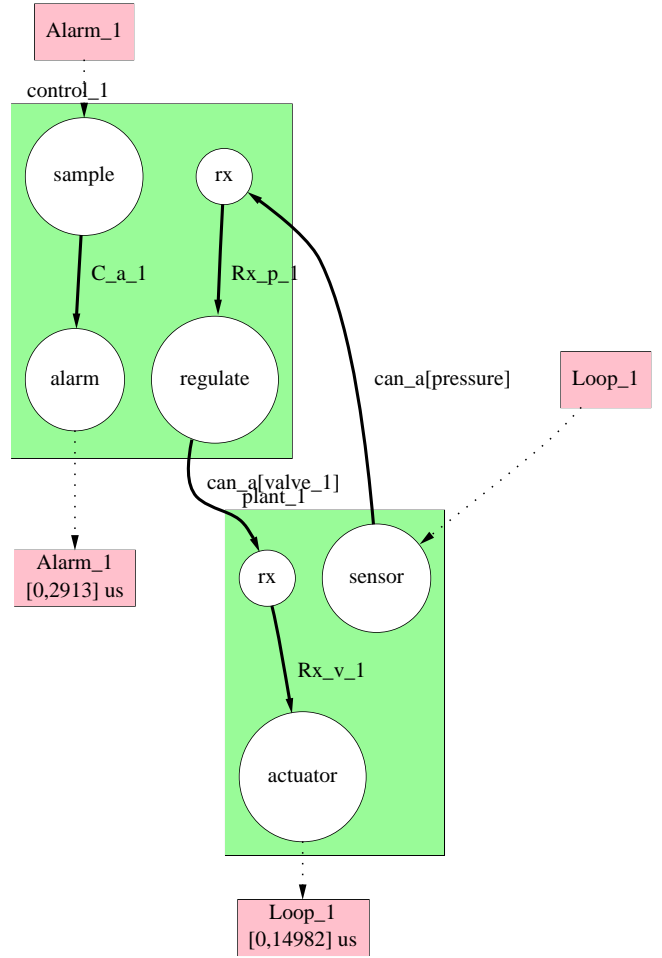 Alarm_1
control_1
sample
rx
C_a_1
Rx_p_1
alarm
regulate
can_a[pressure]
Loop_1
can_a[valve_1]
plant_1
Alarm_1
[0,2913] us
rx
sensor
Rx_v_1
actuator
Loop_1
[0,14982] us